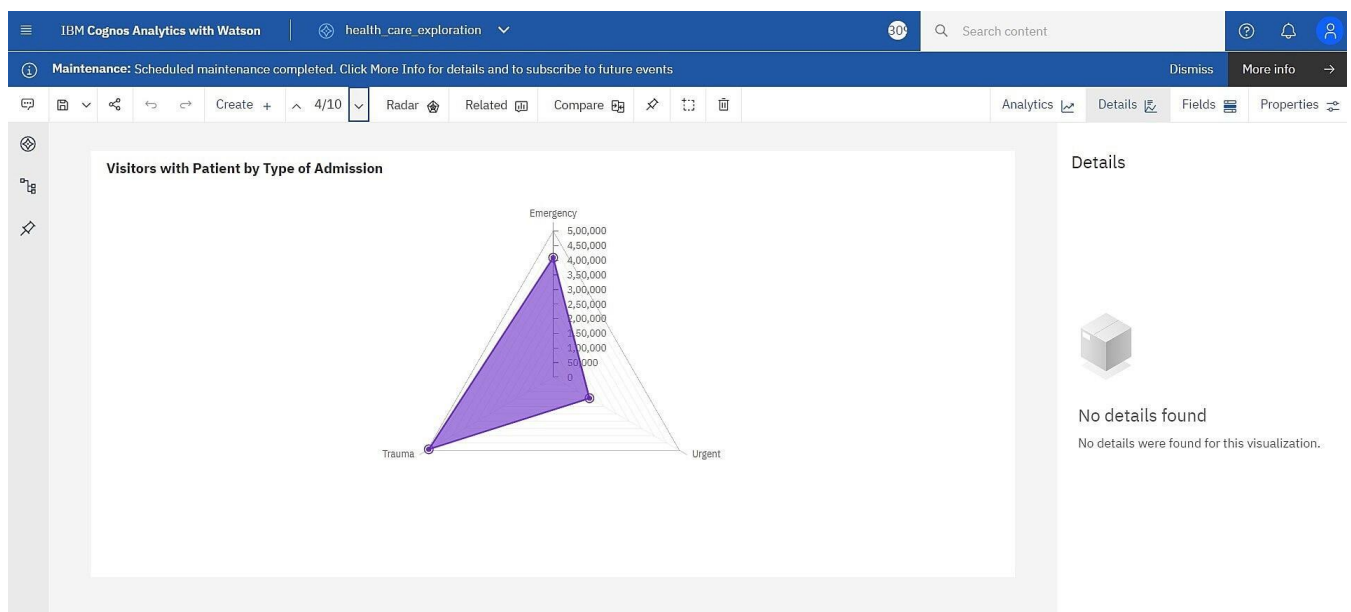 IBM Cognos Analytics with Watson health_care_exploration 30 Search content
Maintenance: Scheduled maintenance completed. Click More Info for details and to subscribe to future events Dismiss More info
Create + 4/10 Radar Related Compare Analytics Details Fields Properties
Visitors with Patient by Type of Admission
Details
Emergency
5,00,000
4,50,000
4,00,000
3,50,000
3,00,000
2,50,000
2,00,000
1,50,000
1,00,000
50,000
0
Trauma
Urgent
No details found
No details were found for this visualization.